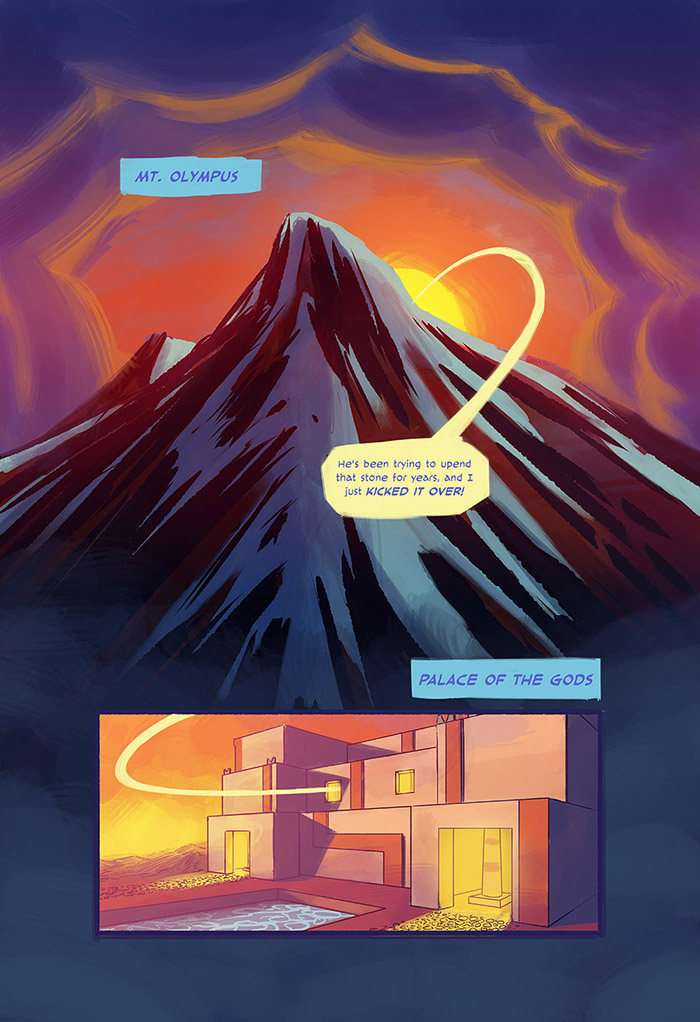 MT. OLYMPUS
He's been trying to upend
that stone for years, and I
just KICKED IT OVER!
PALACE OF THE GODS